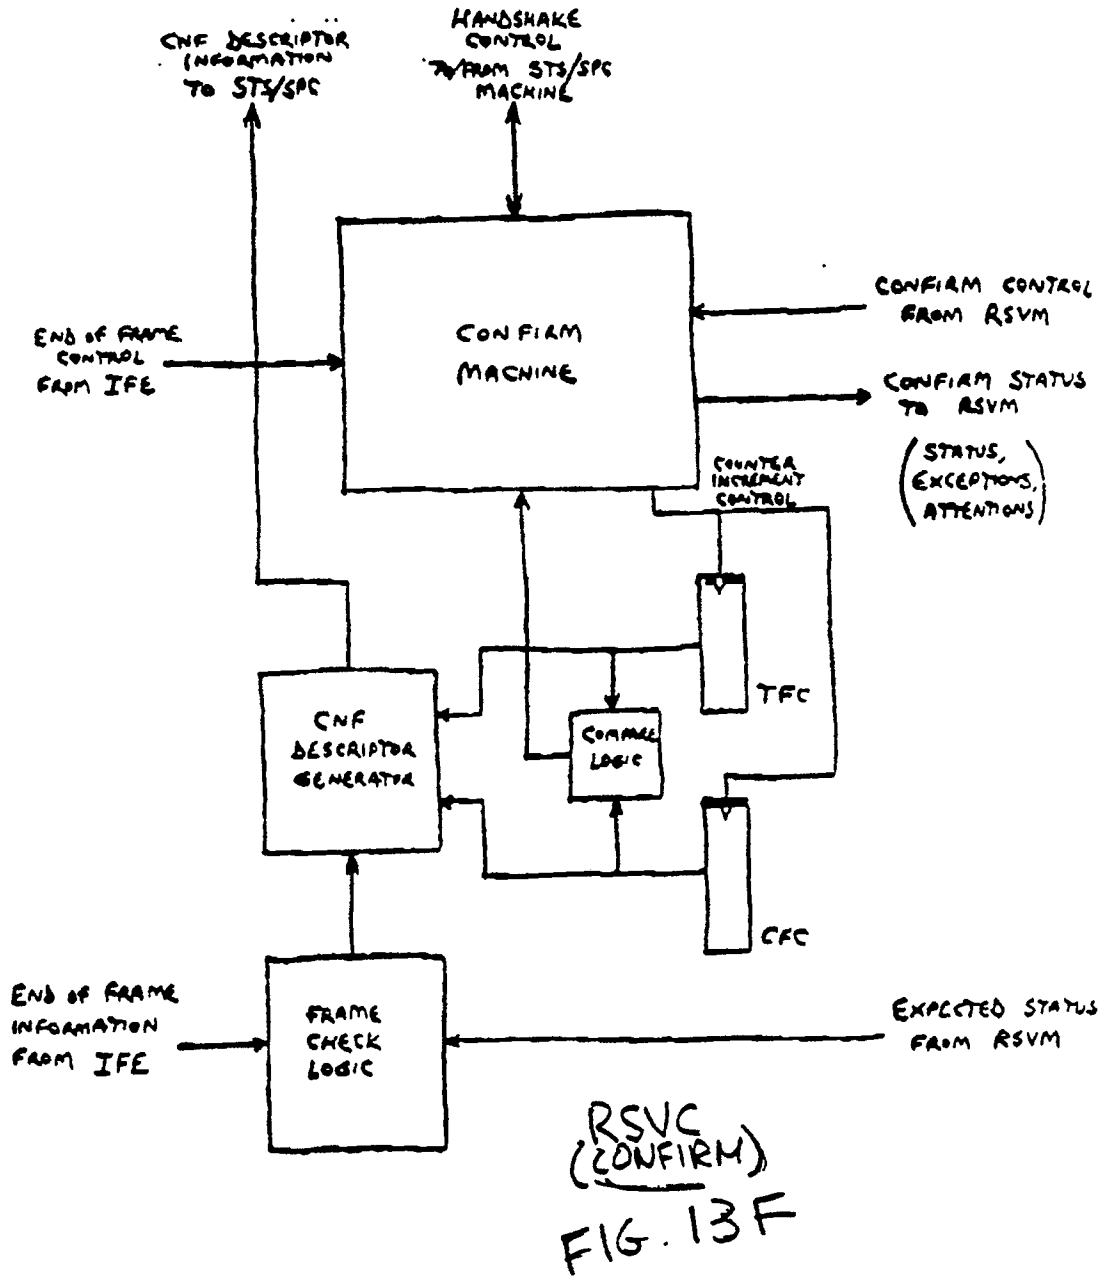 CNF DESCRIPTOR
INFORMATION
TO STS/SPC
HANDSHAKE
CONTROL
TO/FROM STS/SPC
MACHINE
CONFIRM
MACHINE
END OF FRAME
CONTROL
FROM IFE
CONFIRM CONTROL
FROM RSVM
CONFIRM STATUS
TO RSVM
(STATUS,
EXCEPTIONS,
ATTENTIONS)
COUNTER
INCREMENT
CONTROL
TFC
CNF
DESCRIPTOR
GENERATOR
COMPARE
LOGIC
CFC
END OF FRAME
INFORMATION
FROM IFE
FRAME
CHECK
LOGIC
EXPECTED STATUS
FROM RSVM
RSVC
(CONFIRM)
FIG. 13F